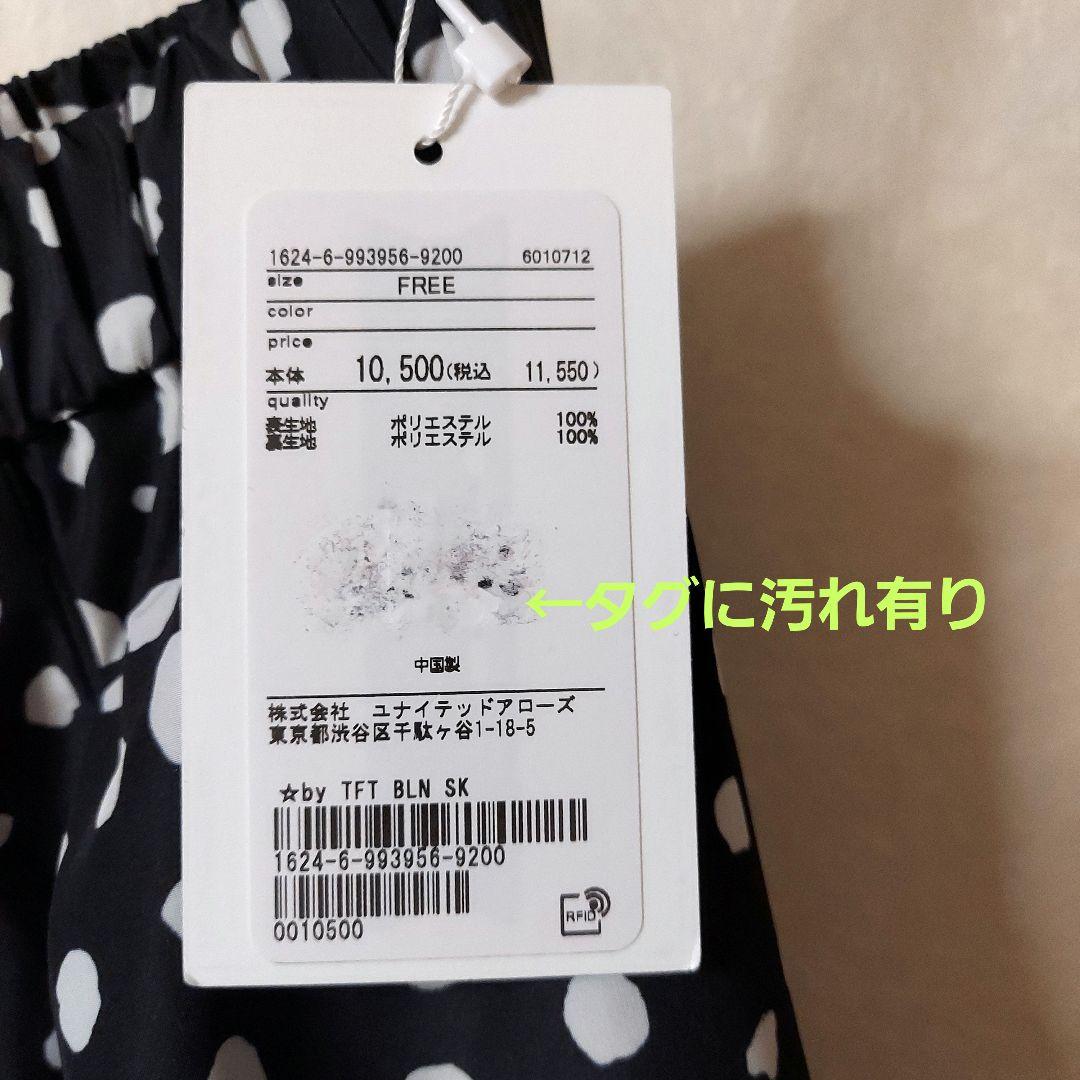 1624-6-993956-9200 6010712
size FREE
color
price
本体 10,500(税込 11,550)
quality
表生地 ポリエステル 100%
裏生地 ポリエステル 100%
←タグに汚れ有り
中国製
株式会社 ユナイテッドアローズ
東京都渋谷区千駄ヶ谷1-18-5
☆by TFT BLN SK
1624-6-993956-9200
0010500
RFID